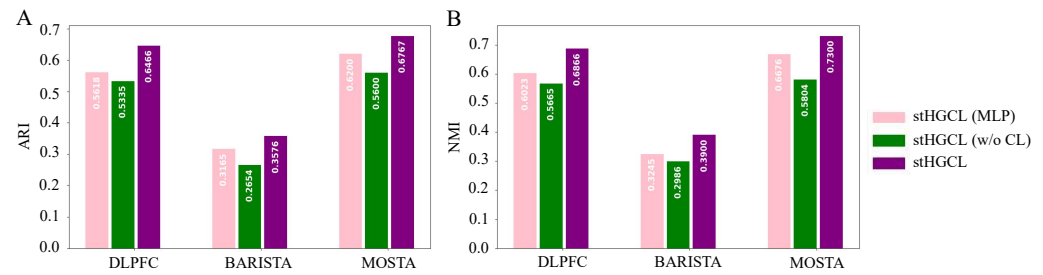 A
ARI
0.7
0.6
0.5
0.4
0.3
0.2
0.1
0.0
0.5618
0.5335
0.6466
0.3165
0.2654
0.3576
0.6200
0.5600
0.6767
DLPFC
BARISTA
MOSTA
B
NMI
0.7
0.6
0.5
0.4
0.3
0.2
0.1
0.0
0.6023
0.5665
0.6866
0.3245
0.2986
0.3900
0.6676
0.5804
0.7300
DLPFC
BARISTA
MOSTA
stHGCL (MLP)
stHGCL (w/o CL)
stHGCL